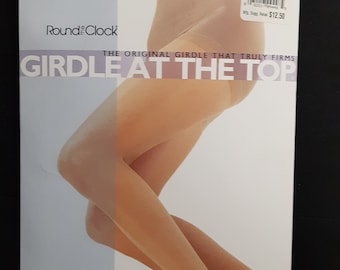 $12.50
Round the Clock
THE ORIGINAL GIRDLE THAT TRULY FIRMS
GIRDLE AT THE TOP